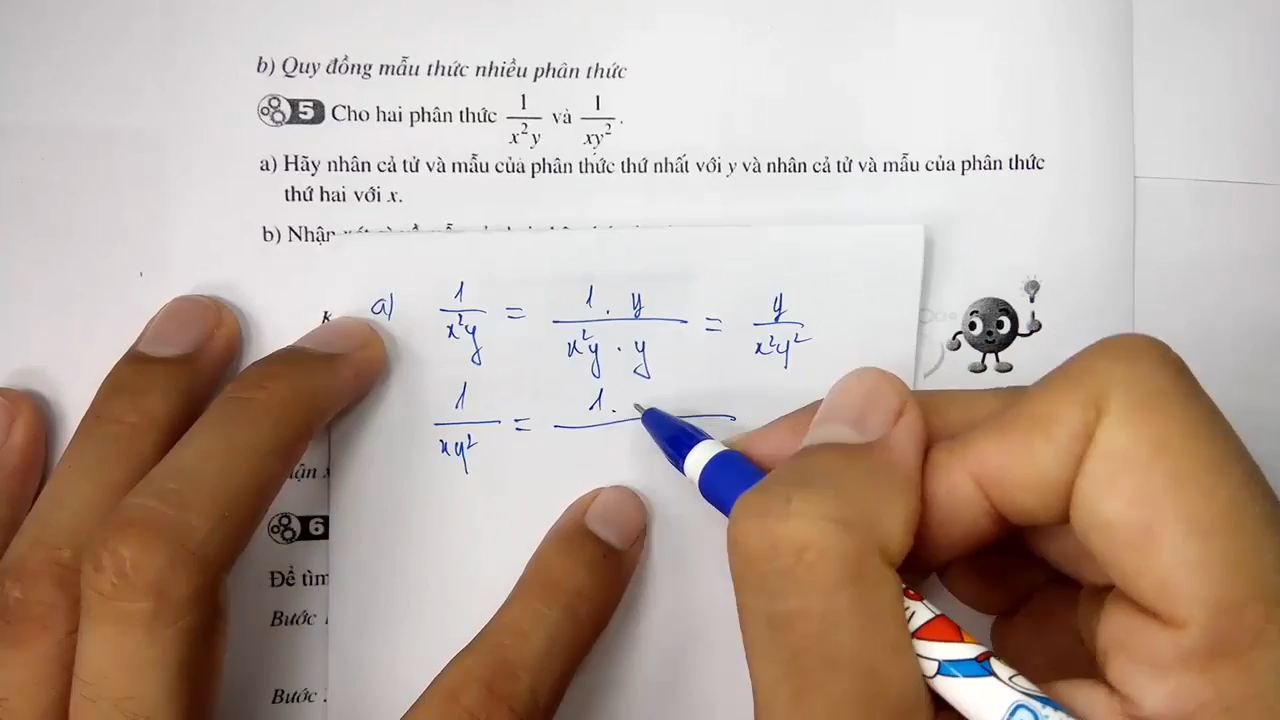 b) Quy đồng mẫu thức nhiều phân thức
5 Cho hai phân thức 1/x²y và 1/xy².
a) Hãy nhân cả tử và mẫu của phân thức thứ nhất với y và nhân cả tử và mẫu của phân thức
thứ hai với x.
b) Nhận
a) 1/x²y = 1 . y/x²y . y = y/x²y²
1/xy² = 1 .
6
Để tìm
Bước
Bước